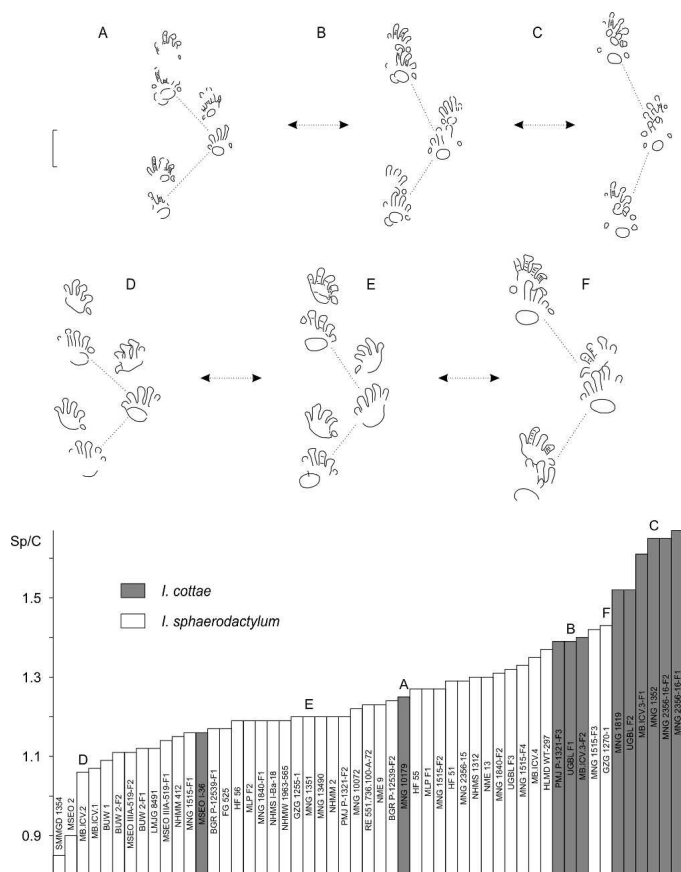 A
B
C
D
E
F
Sp/C
C
1.5
I. cottae
I. sphaerodactylum
F
B
1.3
A
E
1.1
D
0.9
SMMGD 1354
MSEO 2
MB.ICV.2
MB.ICV.1
BUW 1
BUW 2-F2
MSEO IIIA-519-F2
BUW 2-F1
LMJG 8491
MSEO IIIA-519-F1
NHMM 412
MNG 1515-F1
MSEO I-36
BGR P-12539-F1
FG 625
HF 56
MLP F2
MNG 1840-F1
NHMS I-Ba-18
NHMW 1963-565
GZG 1255-1
MNG 1351
MNG 13490
NHMM 2
PMJ P-1321-F2
MNG 10072
RE 551.736.100-A-72
NME 9
BGR P-12539-F2
MNG 10179
HF 55
MLP F1
MNG 1515-F2
HF 51
MNG 2356-15
NHMS 1312
NME 13
MNG 1840-F2
UGBL F3
MNG 1515-F4
MB.ICV.4
HLMD WT-297
PMJ P-1321-F3
UGBL F1
MB.ICV.3-F2
MNG 1515-F3
GZG 1270-1
MNG 1819
UGBL F2
MB.ICV.3-F1
MNG 1352
MNG 2356-16-F2
MNG 2356-16-F1